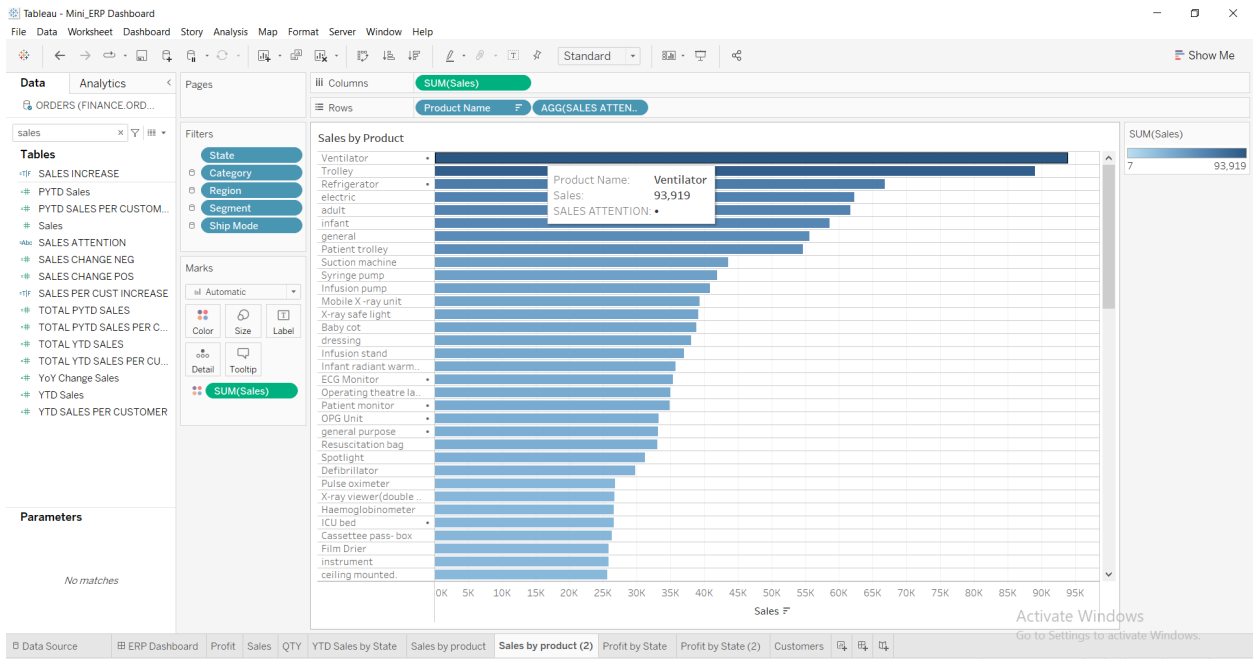 Tableau - Mini_ERP Dashboard
File Data Worksheet Dashboard Story Analysis Map Format Server Window Help
Standard
Show Me
Data Analytics
ORDERS (FINANCE.ORD...
sales
Tables
SALES INCREASE
PYTD Sales
PYTD SALES PER CUSTOM...
Sales
SALES ATTENTION
SALES CHANGE NEG
SALES CHANGE POS
SALES PER CUST INCREASE
TOTAL PYTD SALES
TOTAL PYTD SALES PER C...
TOTAL YTD SALES
TOTAL YTD SALES PER CU...
YoY Change Sales
YTD Sales
YTD SALES PER CUSTOMER
Parameters
No matches
Pages
Filters
State
Category
Region
Segment
Ship Mode
Marks
Automatic
Color Size Label
Detail Tooltip
SUM(Sales)
Columns SUM(Sales)
Rows Product Name AGG(SALES ATTEN..
Sales by Product
Ventilator
Trolley
Refrigerator
electric
adult
infant
general
Patient trolley
Suction machine
Syringe pump
Infusion pump
Mobile X -ray unit
X-ray safe light
Baby cot
dressing
Infusion stand
Infant radiant warm..
ECG Monitor
Operating theatre la..
Patient monitor
OPG Unit
general purpose
Resuscitation bag
Spotlight
Defibrillator
Pulse oximeter
X-ray viewer(double ..
Haemoglobinometer
ICU bed
Cassettee pass- box
Film Drier
instrument
ceiling mounted.
Product Name: Ventilator
Sales: 93,919
SALES ATTENTION: •
0K 5K 10K 15K 20K 25K 30K 35K 40K 45K 50K 55K 60K 65K 70K 75K 80K 85K 90K 95K
Sales
SUM(Sales)
7 93,919
Activate Windows
Go to Settings to activate Windows.
Data Source ERP Dashboard Profit Sales QTY YTD Sales by State Sales by product Sales by product (2) Profit by State Profit by State (2) Customers